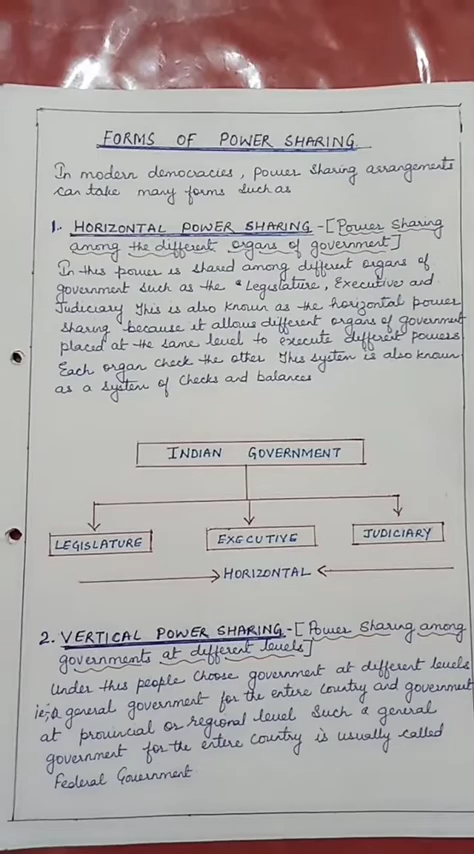 FORMS OF POWER SHARING
In modern democracies, power sharing arrangements
can take many forms such as
1. HORIZONTAL POWER SHARING -[Power Sharing
among the different organs of government]
In this power is shared among different organs of
government such as the "Legislature, Executive and
Judiciary This is also known as the horizontal power
sharing because it allows different organs of government
placed at the same level to execute different powers
Each organ check the other This system is also known
as a system of checks and balances
INDIAN GOVERNMENT
LEGISLATURE EXECUTIVE JUDICIARY
HORIZONTAL
2. VERTICAL POWER SHARING -[Power Sharing among
governments at different levels]
Under this people choose government at different levels
ie; a general government for the entire country and government
at provincial or regional level Such a general
government for the entire country is usually called
Federal Government